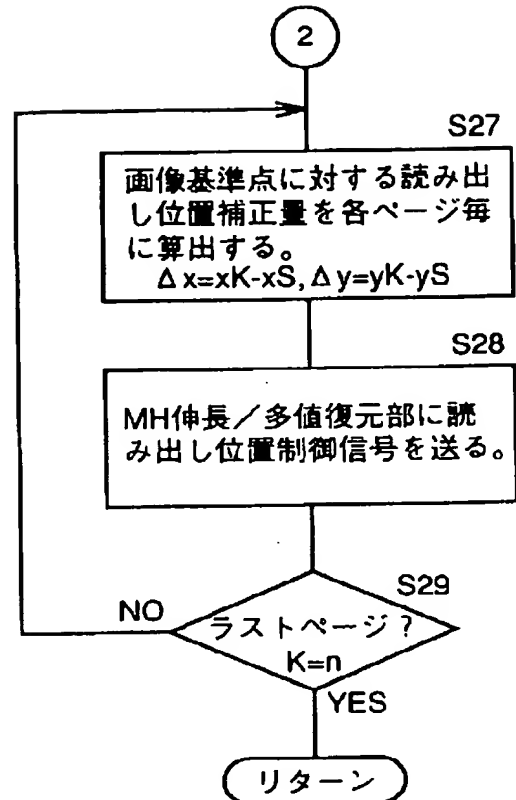 2
S27
画像基準点に対する読み出
し位置補正量を各ページ毎
に算出する。
Δx=xK-xS,Δy=yK-yS
S28
MH伸長／多値復元部に読
み出し位置制御信号を送る。
S29
NO
ラストページ？
K=n
YES
リターン